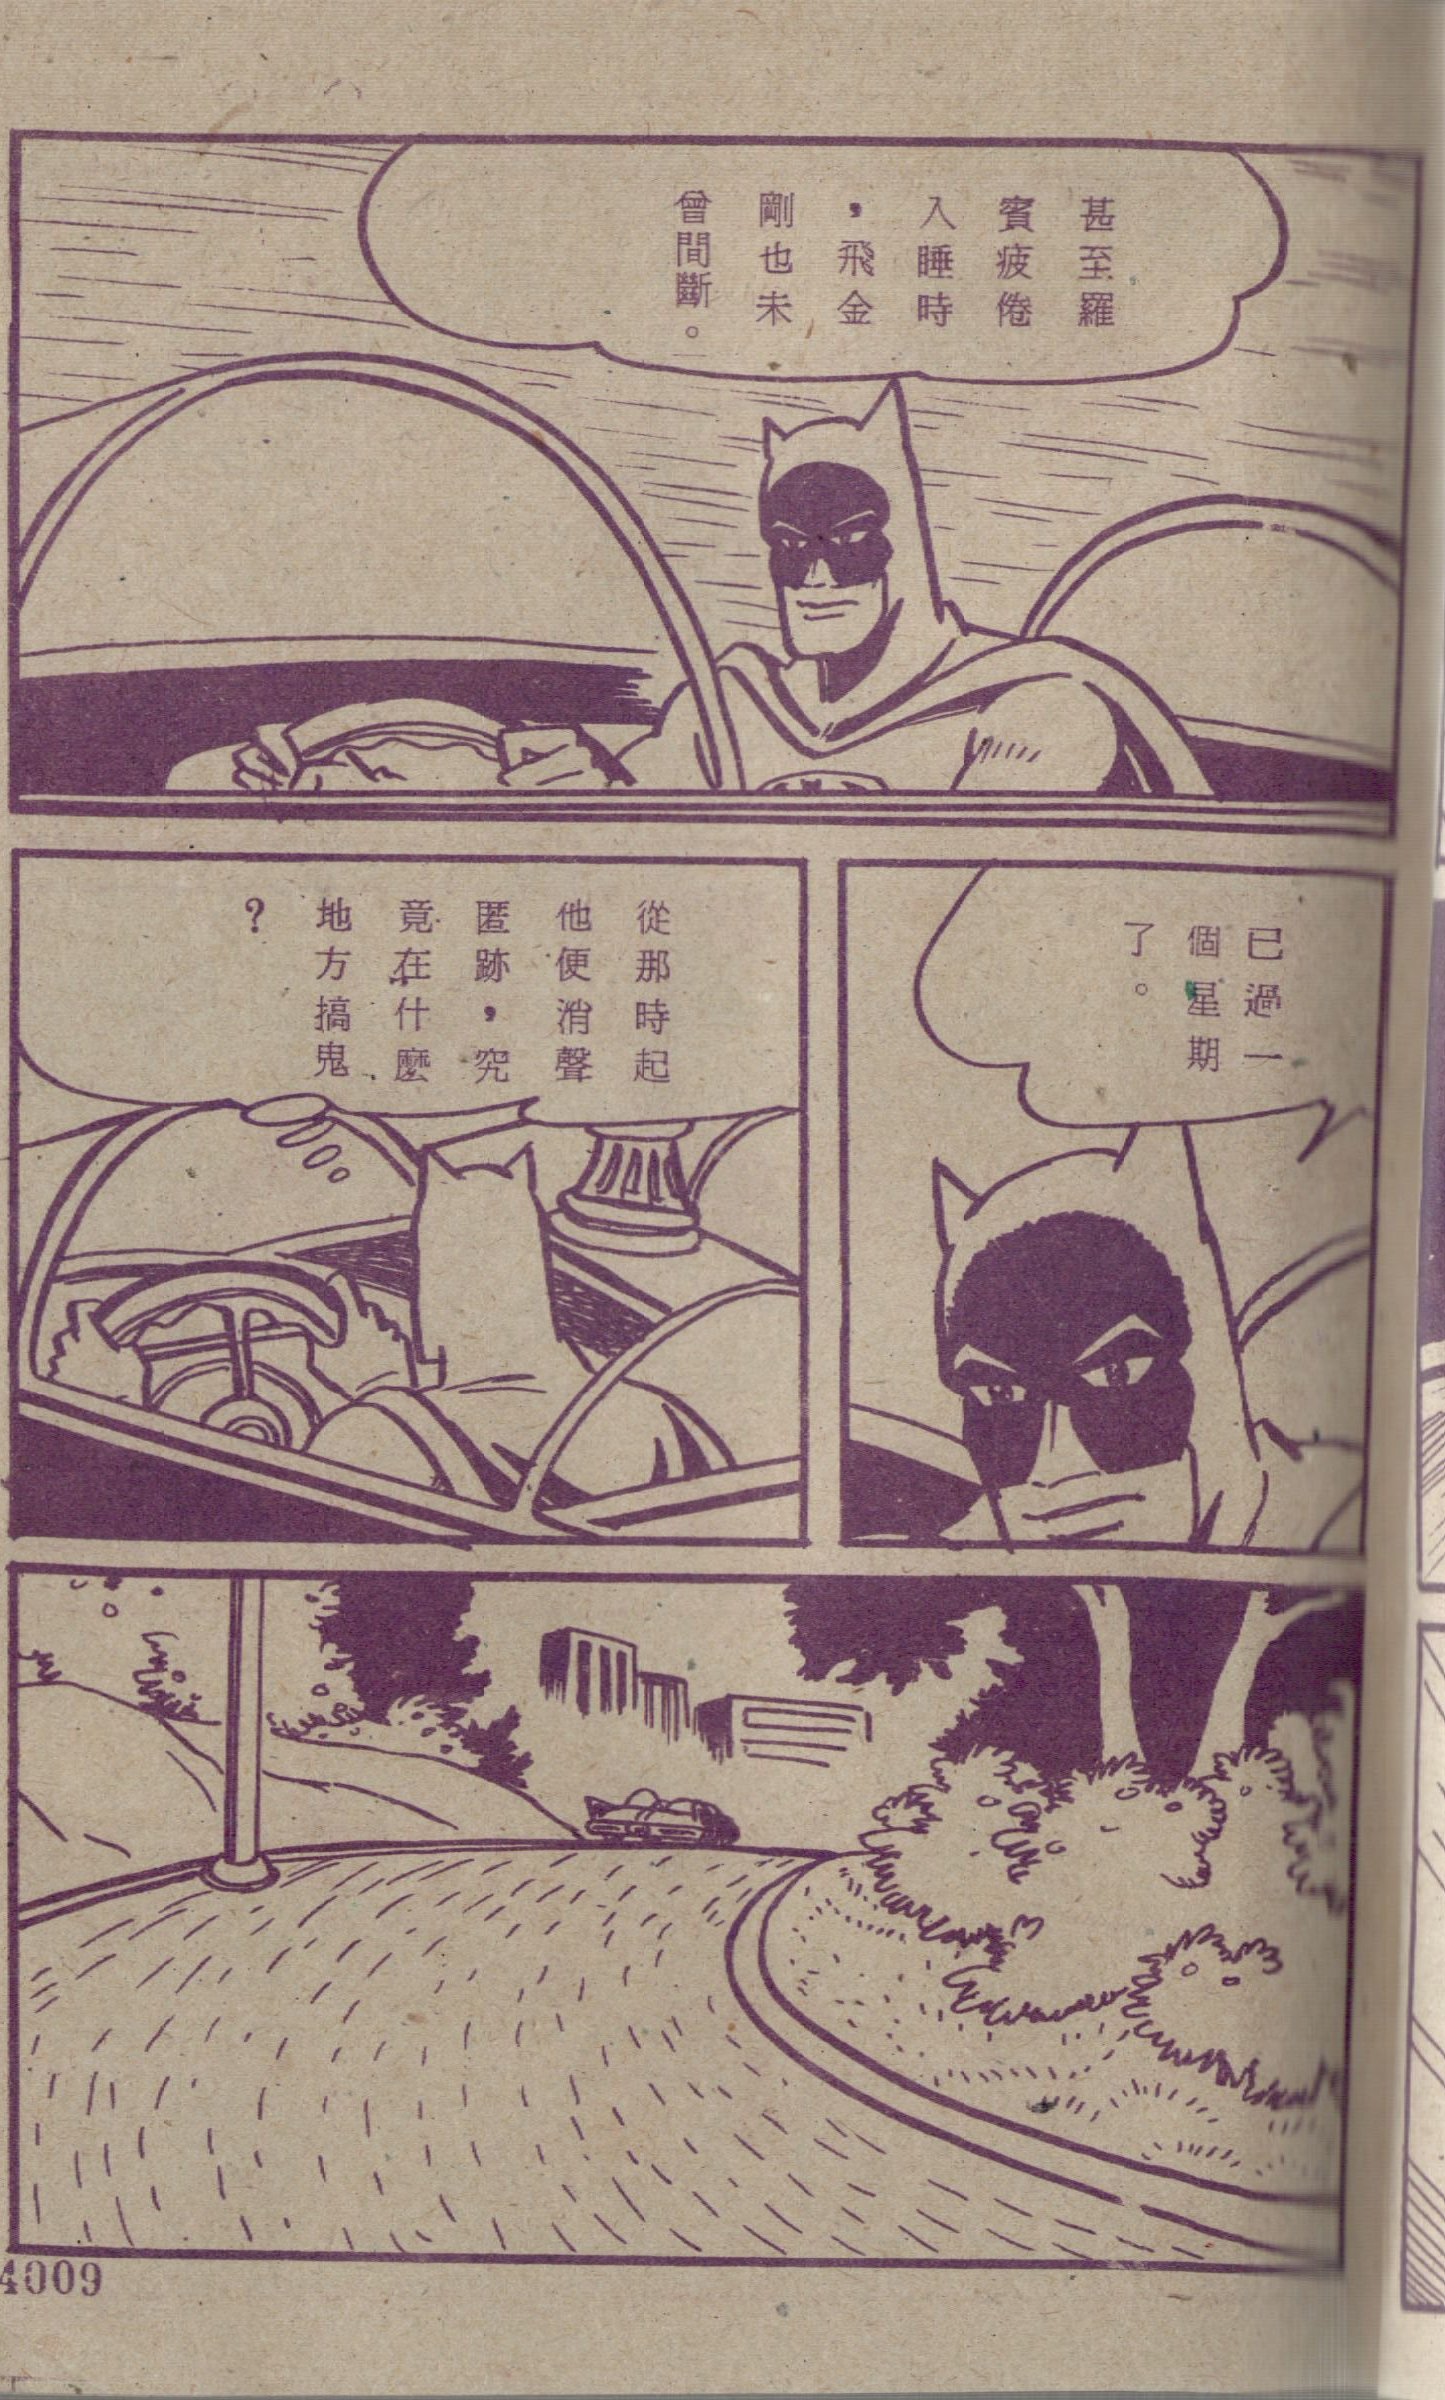 甚至羅
賓疲倦
入睡時
，飛金
剛也未
曾間斷。
已過一
個星期
了。
從那時起
他便消聲
匿跡，究
竟在什麼
地方搞鬼
？
4009